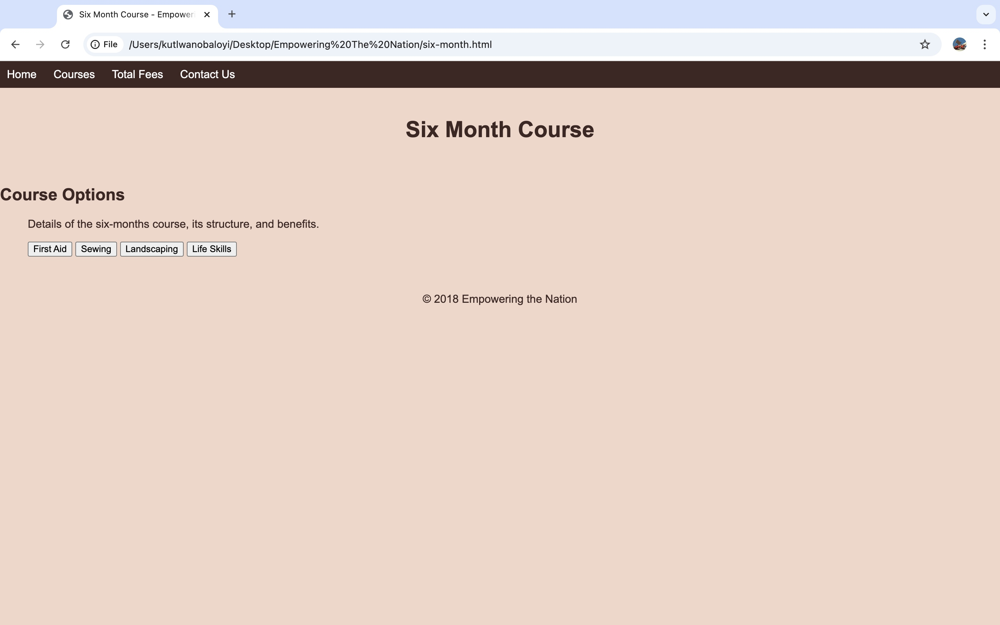 Six Month Course - Empoweri
File /Users/kutlwanobaloyi/Desktop/Empowering%20The%20Nation/six-month.html
Home Courses Total Fees Contact Us
Six Month Course
Course Options
Details of the six-months course, its structure, and benefits.
First Aid Sewing Landscaping Life Skills
© 2018 Empowering the Nation